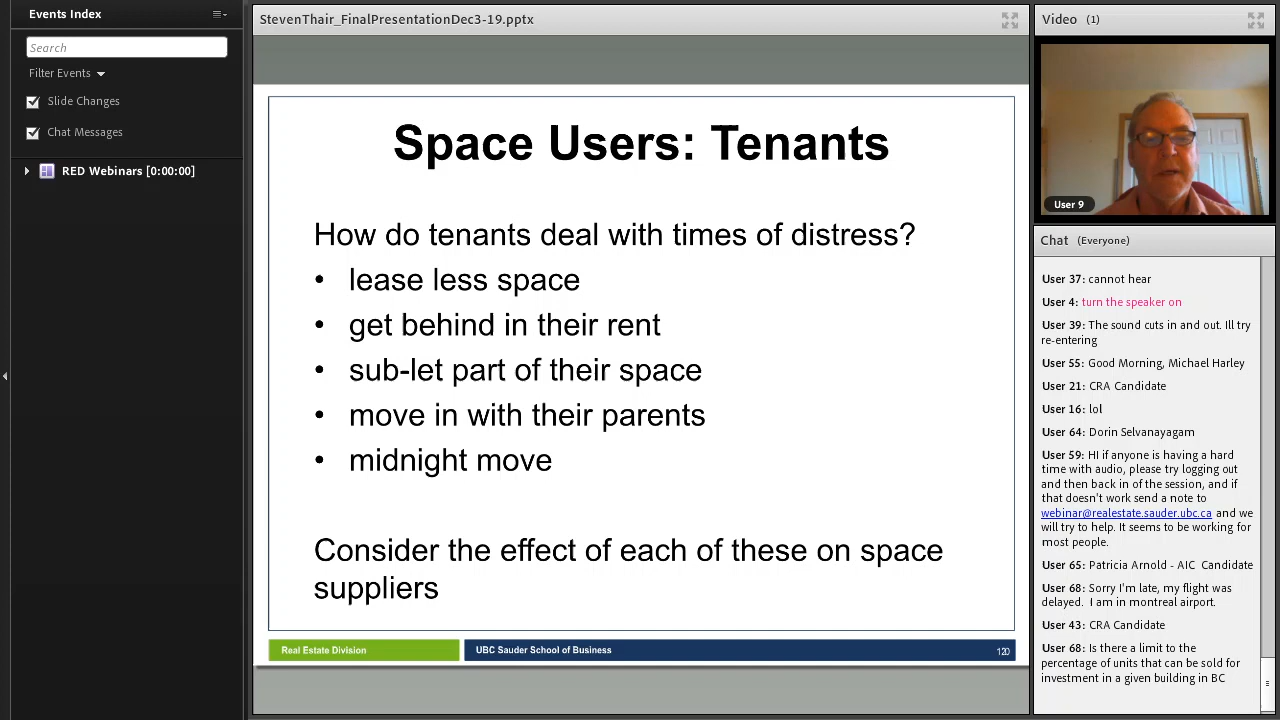 Events Index
Search
Filter Events
Slide Changes
Chat Messages
RED Webinars [0:00:00]
StevenThair_FinalPresentationDec3-19.pptx
Space Users: Tenants
How do tenants deal with times of distress?
• lease less space
• get behind in their rent
• sub-let part of their space
• move in with their parents
• midnight move
Consider the effect of each of these on space
suppliers
Real Estate Division
UBC Sauder School of Business
120
Video (1)
User 9
Chat (Everyone)
User 37: cannot hear
User 4: turn the speaker on
User 39: The sound cuts in and out. Ill try
re-entering
User 55: Good Morning, Michael Harley
User 21: CRA Candidate
User 16: lol
User 64: Dorin Selvanayagam
User 59: HI if anyone is having a hard
time with audio, please try logging out
and then back in of the session, and if
that doesn't work send a note to
webinar@realestate.sauder.ubc.ca and we
will try to help. It seems to be working for
most people.
User 65: Patricia Arnold - AIC Candidate
User 68: Sorry I'm late, my flight was
delayed. I am in montreal airport.
User 43: CRA Candidate
User 68: Is there a limit to the
percentage of units that can be sold for
investment in a given building in BC